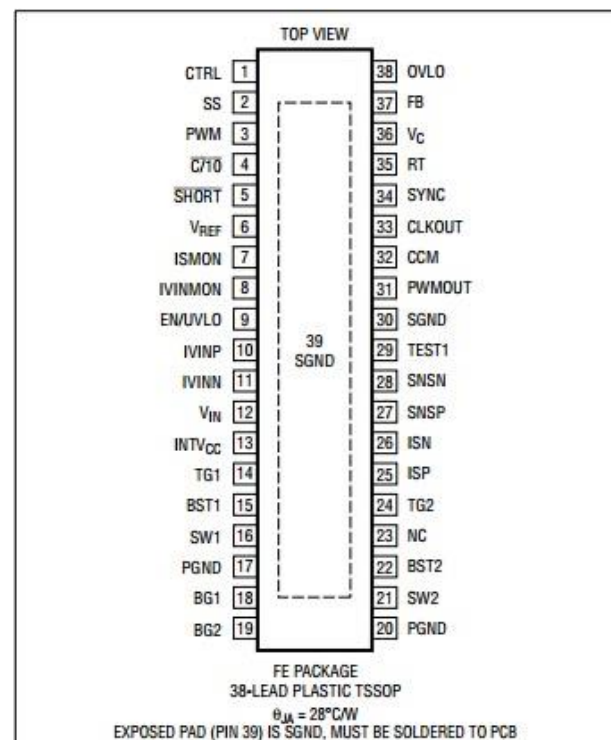 TOP VIEW
CTRL 1
SS 2
PWM 3
C/10 4
SHORT 5
VREF 6
ISMON 7
IVINMON 8
EN/UVLO 9
IVINP 10
IVINN 11
VIN 12
INTVCC 13
TG1 14
BST1 15
SW1 16
PGND 17
BG1 18
BG2 19
39
SGND
38 OVLO
37 FB
36 VC
35 RT
34 SYNC
33 CLKOUT
32 CCM
31 PWMOUT
30 SGND
29 TEST1
28 SNSN
27 SNSP
26 ISN
25 ISP
24 TG2
23 NC
22 BST2
21 SW2
20 PGND
FE PACKAGE
38-LEAD PLASTIC TSSOP
θJA = 28°C/W
EXPOSED PAD (PIN 39) IS SGND, MUST BE SOLDERED TO PCB